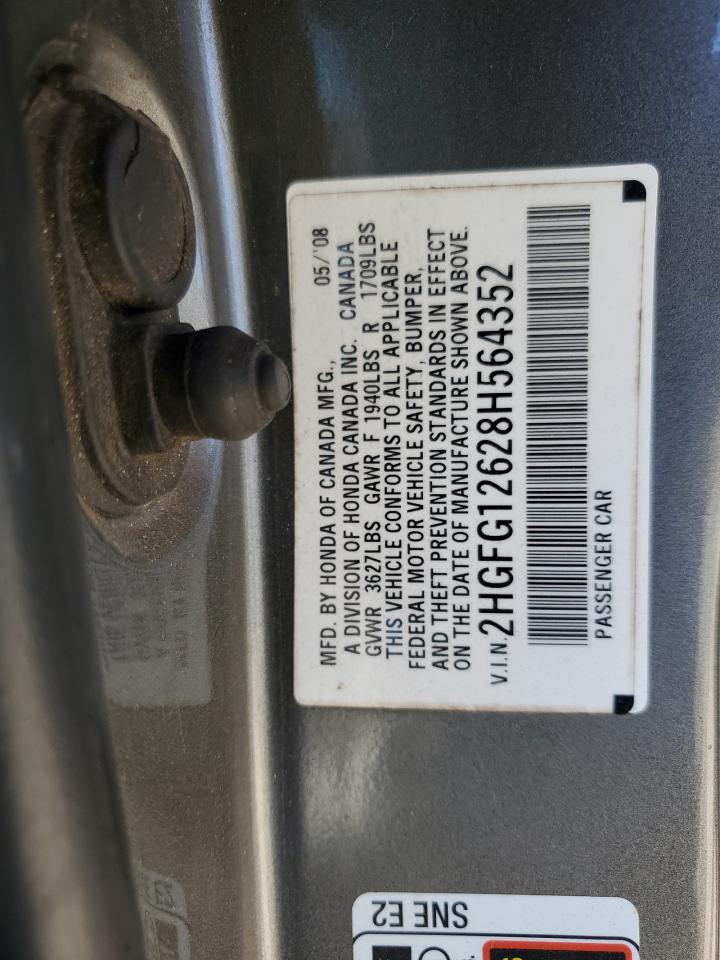 MFD. BY HONDA OF CANADA MFG., 05/'08
A DIVISION OF HONDA CANADA INC. CANADA
GVWR 3627LBS GAWR F 1940LBS R 1709LBS
THIS VEHICLE CONFORMS TO ALL APPLICABLE
FEDERAL MOTOR VEHICLE SAFETY, BUMPER,
AND THEFT PREVENTION STANDARDS IN EFFECT
ON THE DATE OF MANUFACTURE SHOWN ABOVE.
V.I.N. 2HGFG12628H564352
PASSENGER CAR
SNE E2